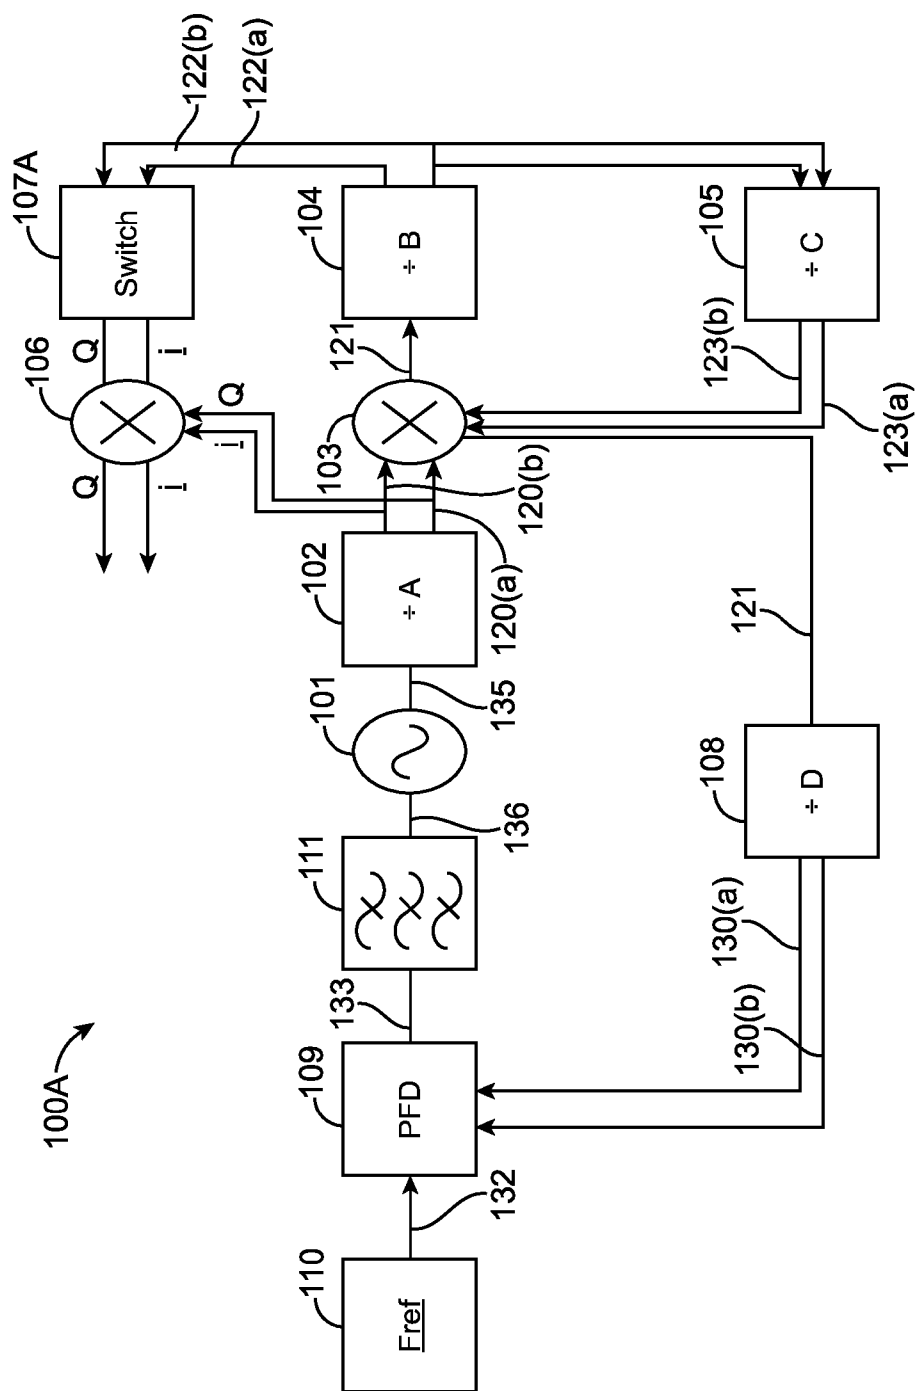 100A
110
Fref
132
109
PFD
133
111
136
101
135
102
÷ A
120(a)
120(b)
103
121
104
÷ B
122(a)
122(b)
107A
Switch
Q
i
106
Q
i
Q
i
105
÷ C
123(b)
123(a)
121
108
÷ D
130(a)
130(b)